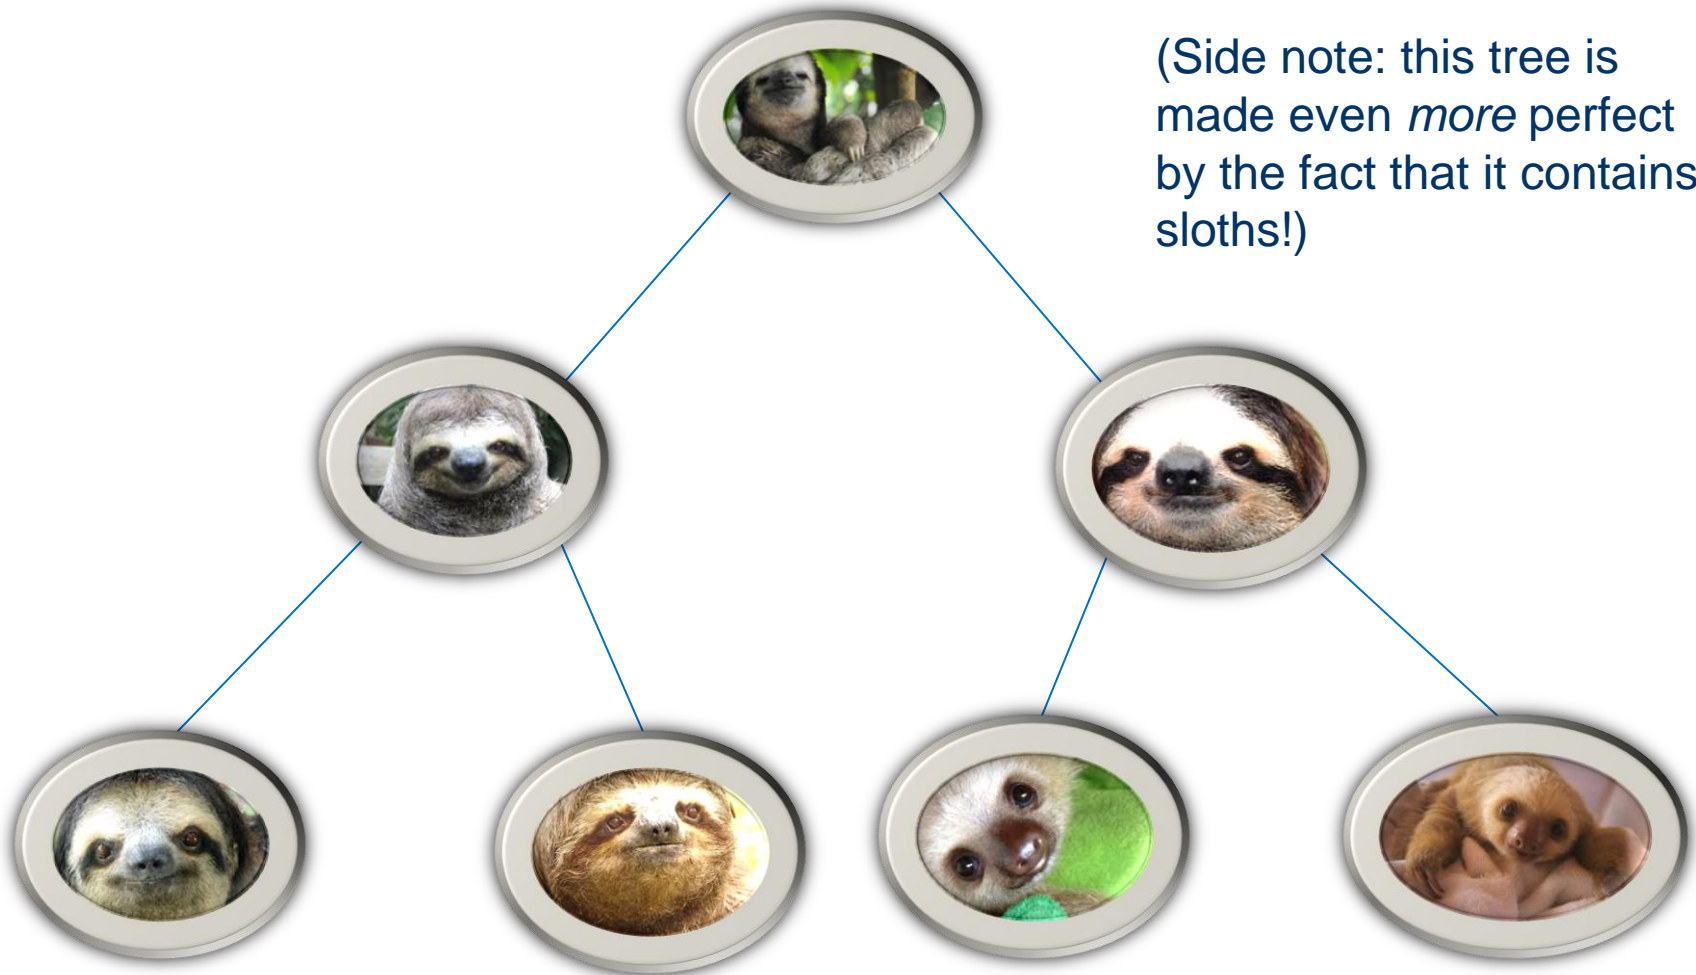 (Side note: this tree is
made even more perfect
by the fact that it contains
sloths!)